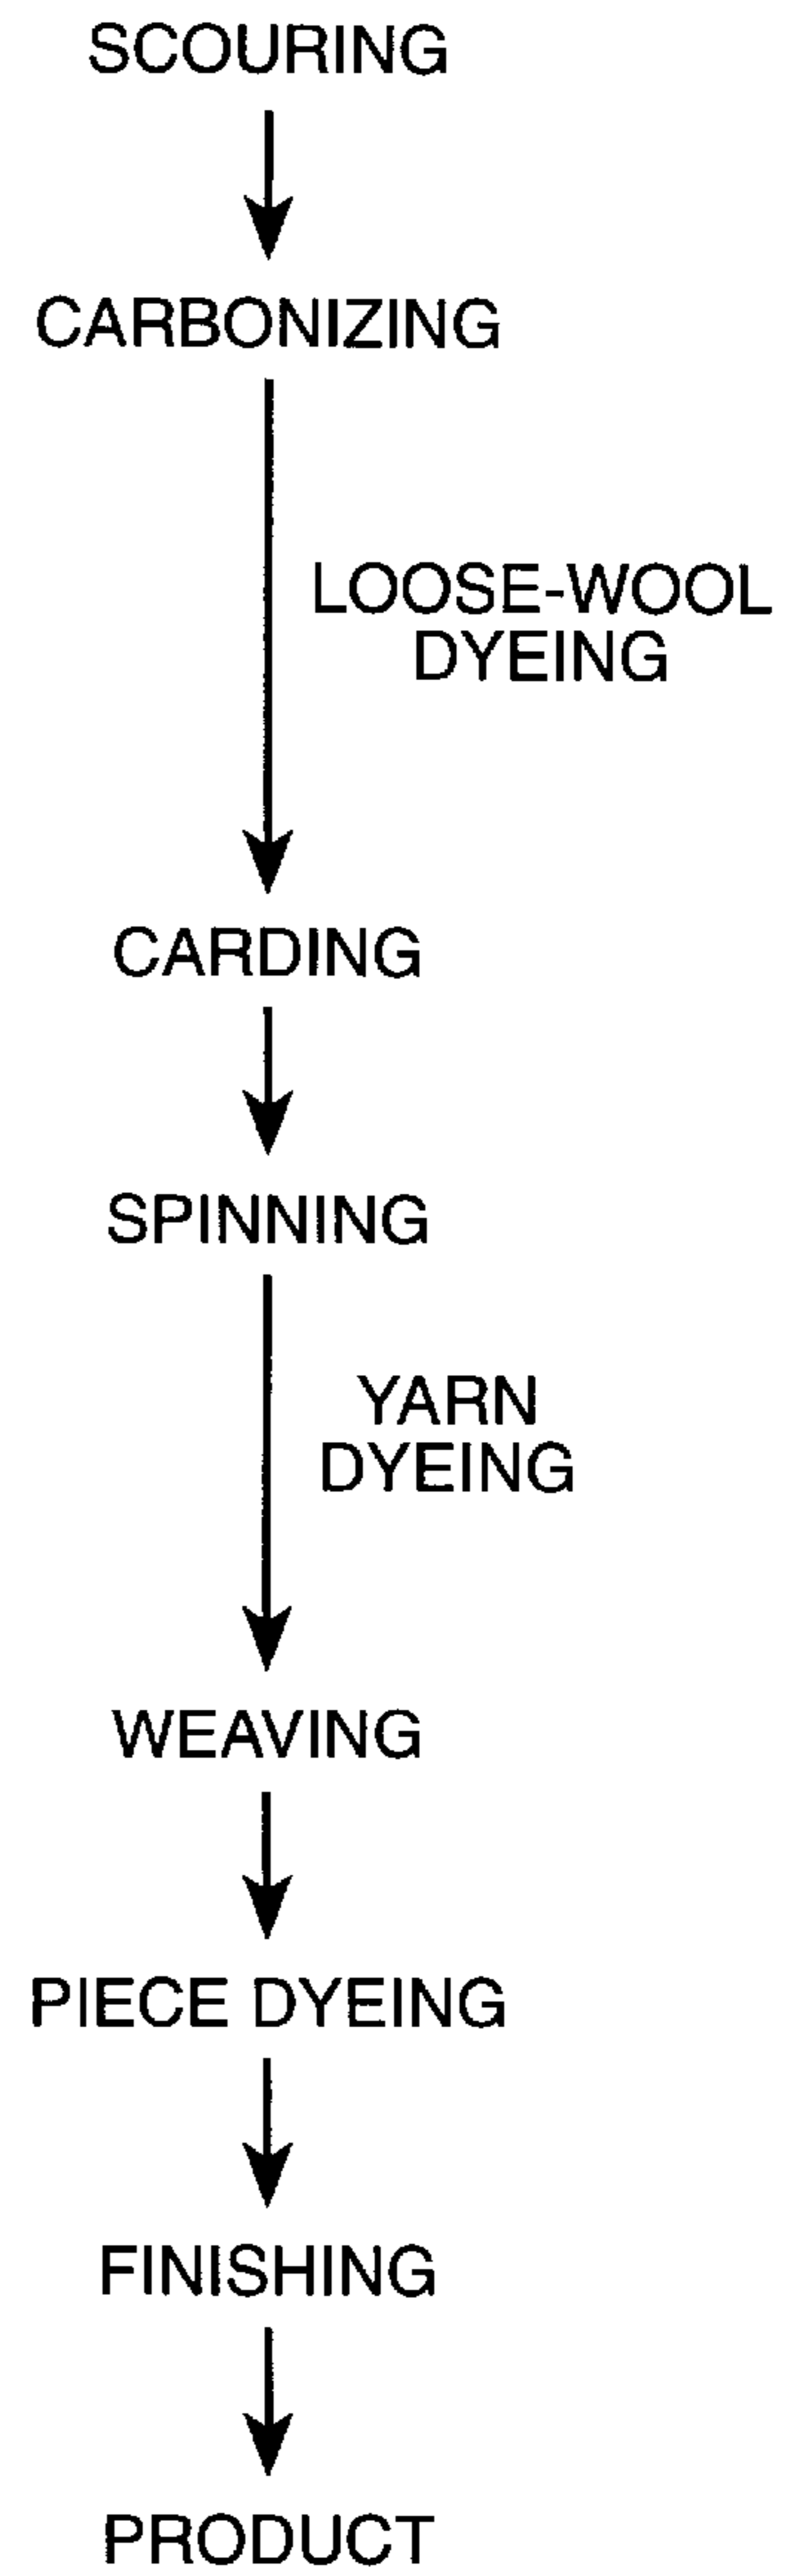 SCOURING
CARBONIZING
LOOSE-WOOL
DYEING
CARDING
SPINNING
YARN
DYEING
WEAVING
PIECE DYEING
FINISHING
PRODUCT